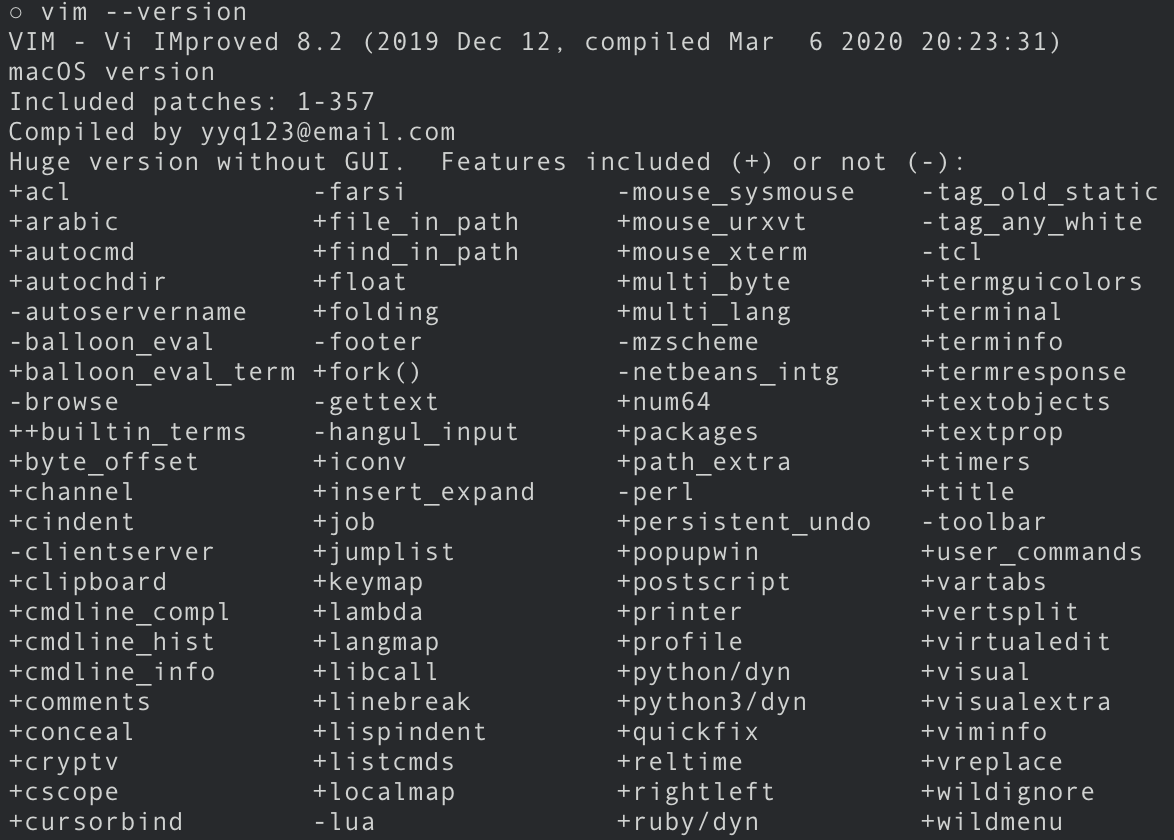 ○ vim --version
VIM - Vi IMproved 8.2 (2019 Dec 12, compiled Mar  6 2020 20:23:31)
macOS version
Included patches: 1-357
Compiled by yyq123@email.com
Huge version without GUI.  Features included (+) or not (-):
+acl               -farsi             -mouse_sysmouse    -tag_old_static
+arabic            +file_in_path      +mouse_urxvt       -tag_any_white
+autocmd           +find_in_path      +mouse_xterm       -tcl
+autochdir         +float             +multi_byte        +termguicolors
-autoservername    +folding           +multi_lang        +terminal
-balloon_eval      -footer            -mzscheme          +terminfo
+balloon_eval_term +fork()            -netbeans_intg     +termresponse
-browse            -gettext           +num64             +textobjects
++builtin_terms    -hangul_input      +packages          +textprop
+byte_offset       +iconv             +path_extra        +timers
+channel           +insert_expand     -perl              +title
+cindent           +job               +persistent_undo   -toolbar
-clientserver      +jumplist          +popupwin          +user_commands
+clipboard         +keymap            +postscript        +vartabs
+cmdline_compl     +lambda            +printer           +vertsplit
+cmdline_hist      +langmap           +profile           +virtualedit
+cmdline_info      +libcall           +python/dyn        +visual
+comments          +linebreak         +python3/dyn       +visualextra
+conceal           +lispindent        +quickfix          +viminfo
+cryptv            +listcmds          +reltime           +vreplace
+cscope            +localmap          +rightleft         +wildignore
+cursorbind        -lua               +ruby/dyn          +wildmenu